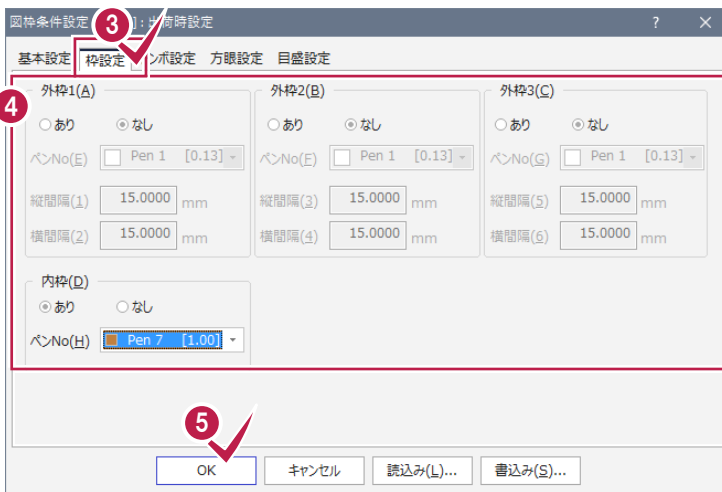 図枠条件設定 ]:出荷時設定 ? ×
3
基本設定 枠設定 ンボ設定 方眼設定 目盛設定
4
外枠1(A) 外枠2(B) 外枠3(C)
あり なし あり なし あり なし
ペンNo(E) Pen 1 [0.13] ペンNo(F) Pen 1 [0.13] ペンNo(G) Pen 1 [0.13]
縦間隔(1) 15.0000 mm 縦間隔(3) 15.0000 mm 縦間隔(5) 15.0000 mm
横間隔(2) 15.0000 mm 横間隔(4) 15.0000 mm 横間隔(6) 15.0000 mm
内枠(D)
あり なし
ペンNo(H) Pen 7 [1.00]
5
OK キャンセル 読込み(L)... 書込み(S)...